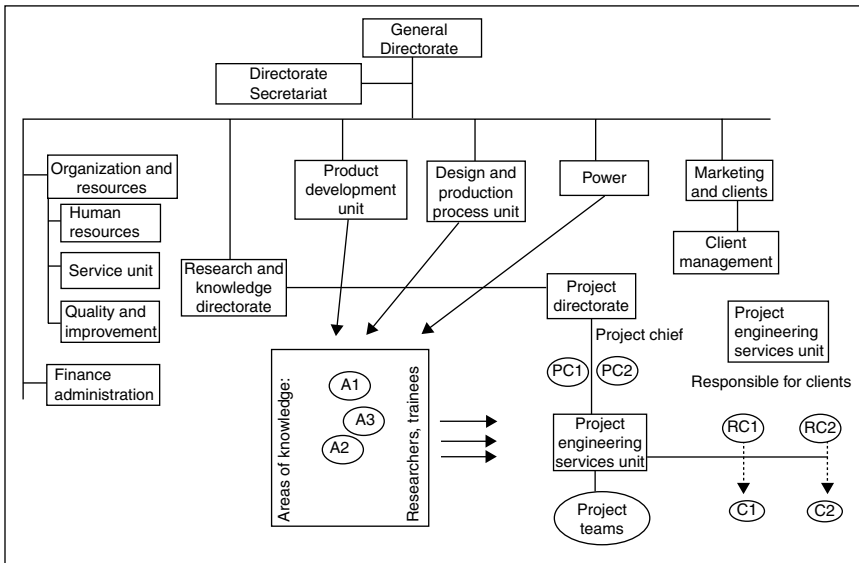 General
Directorate
Directorate
Secretariat
Organization and
resources
Human
resources
Service unit
Quality and
improvement
Finance
administration
Research and
knowledge
directorate
Product
development
unit
Design and
production
process unit
Power
Marketing
and clients
Client
management
Project
directorate
Project chief
PC1
PC2
Project
engineering
services unit
Responsible for clients
RC1
RC2
C1
C2
Areas of knowledge:
A1
A3
A2
Researchers, trainees
Project
engineering
services unit
Project
teams